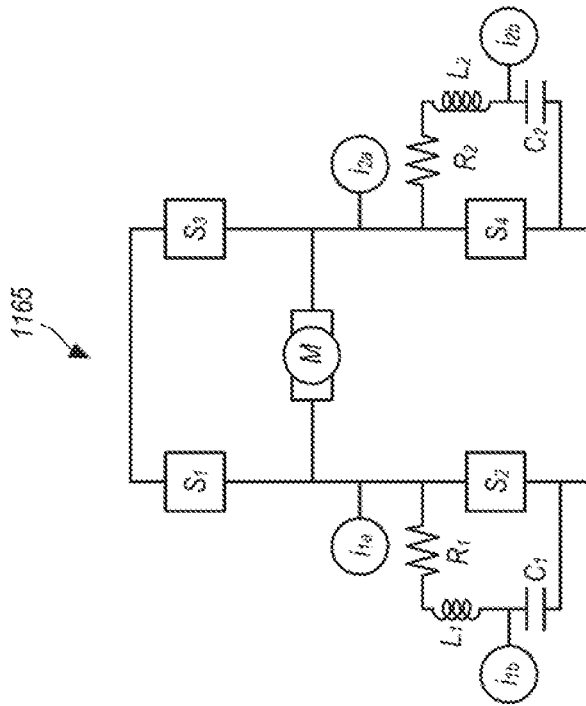 1165
S₁
S₃
M
i₁ₐ
i₂ₐ
L₁
R₁
R₂
L₂
S₂
S₄
i1b
i2b
C₁
C₂